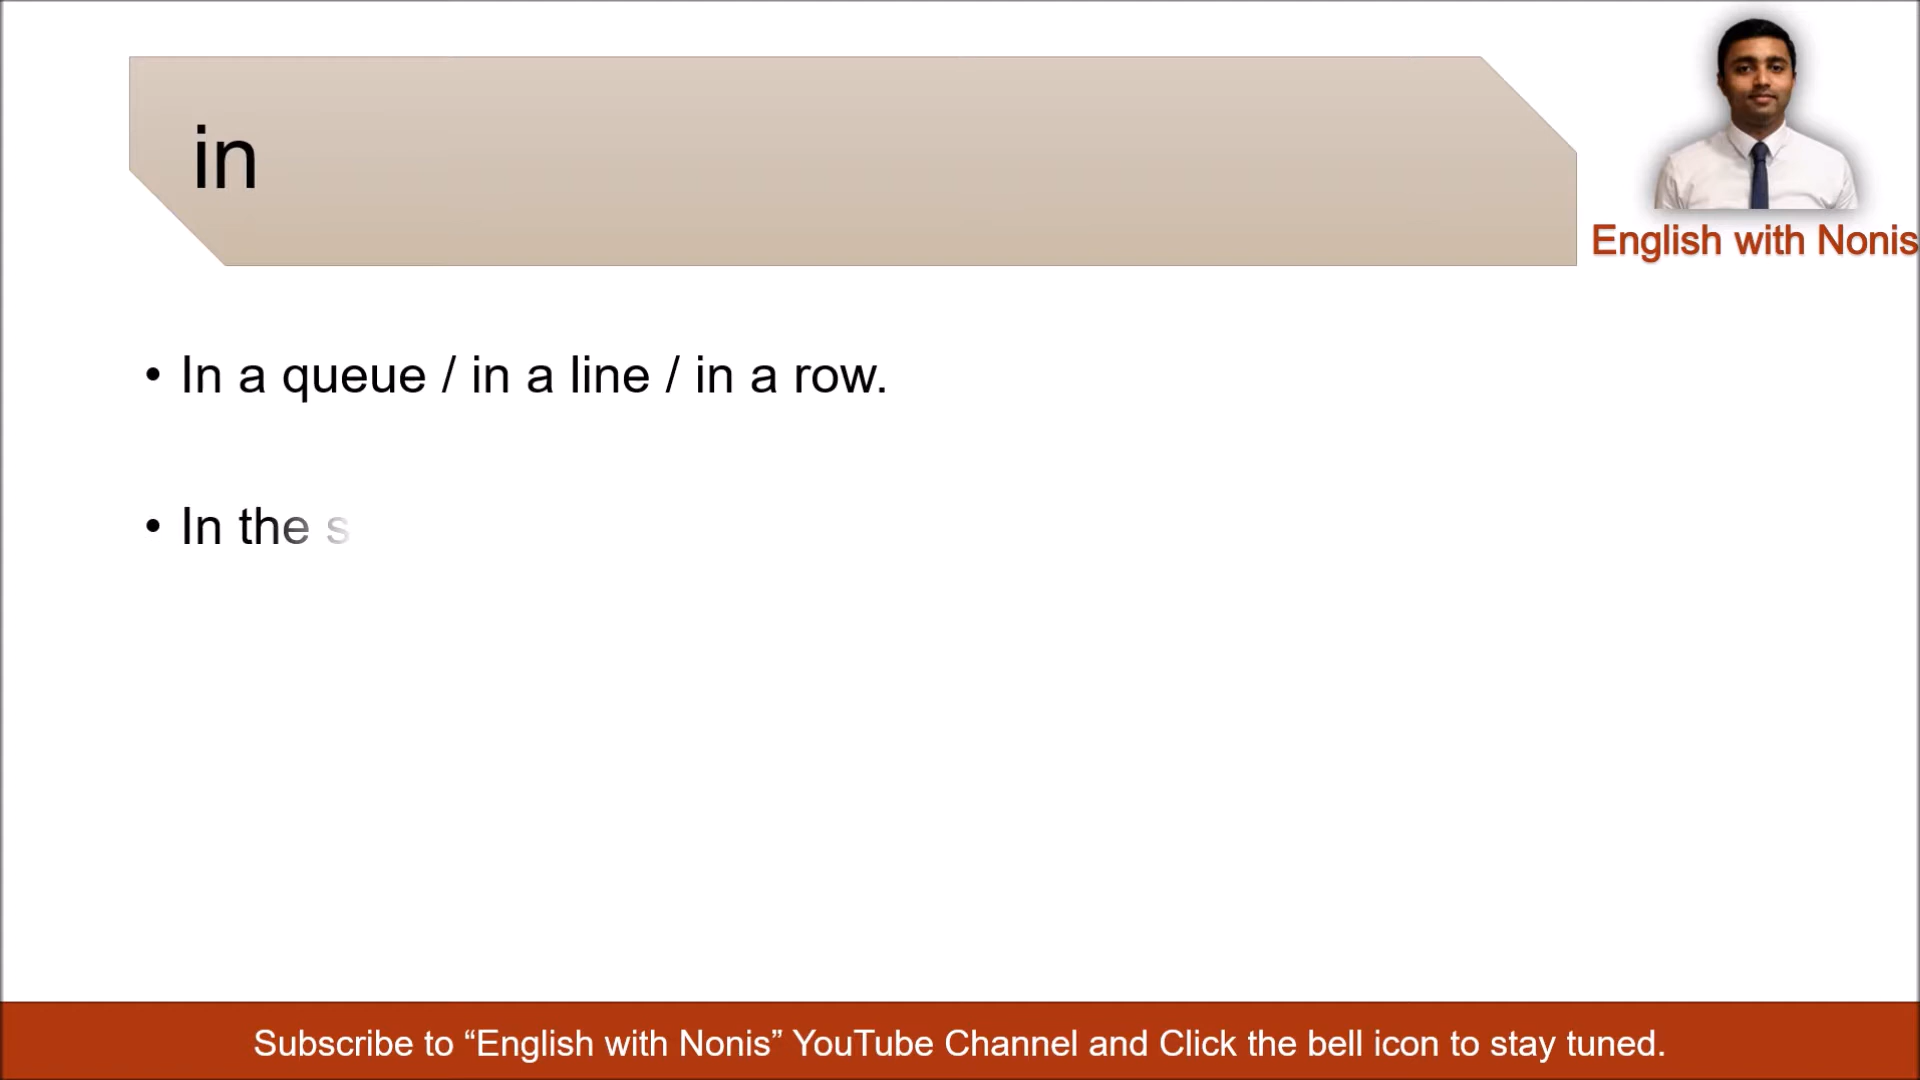 in
English with Nonis
• In a queue / in a line / in a row.
• In the s
Subscribe to “English with Nonis” YouTube Channel and Click the bell icon to stay tuned.